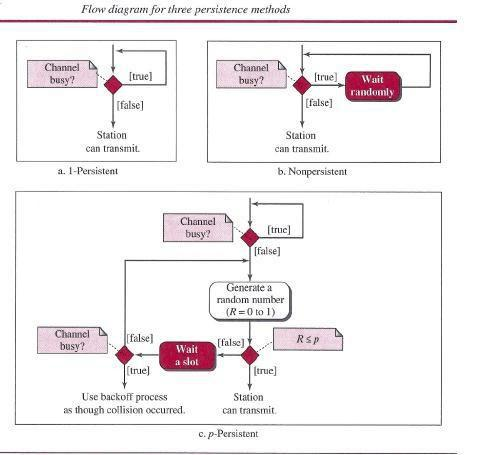 Flow diagram for three persistence methods
Channel
busy?
[true]
[false]
Station
can transmit.
a. 1-Persistent
Channel
busy?
[true]
Wait
randomly
[false]
Station
can transmit.
b. Nonpersistent
Channel
busy?
[true]
[false]
Generate a
random number
(R = 0 to 1)
Channel
busy?
[false]
Wait
a slot
[false]
R ≤ p
[true]
[true]
Use backoff process
as though collision occurred.
Station
can transmit.
c. p-Persistent